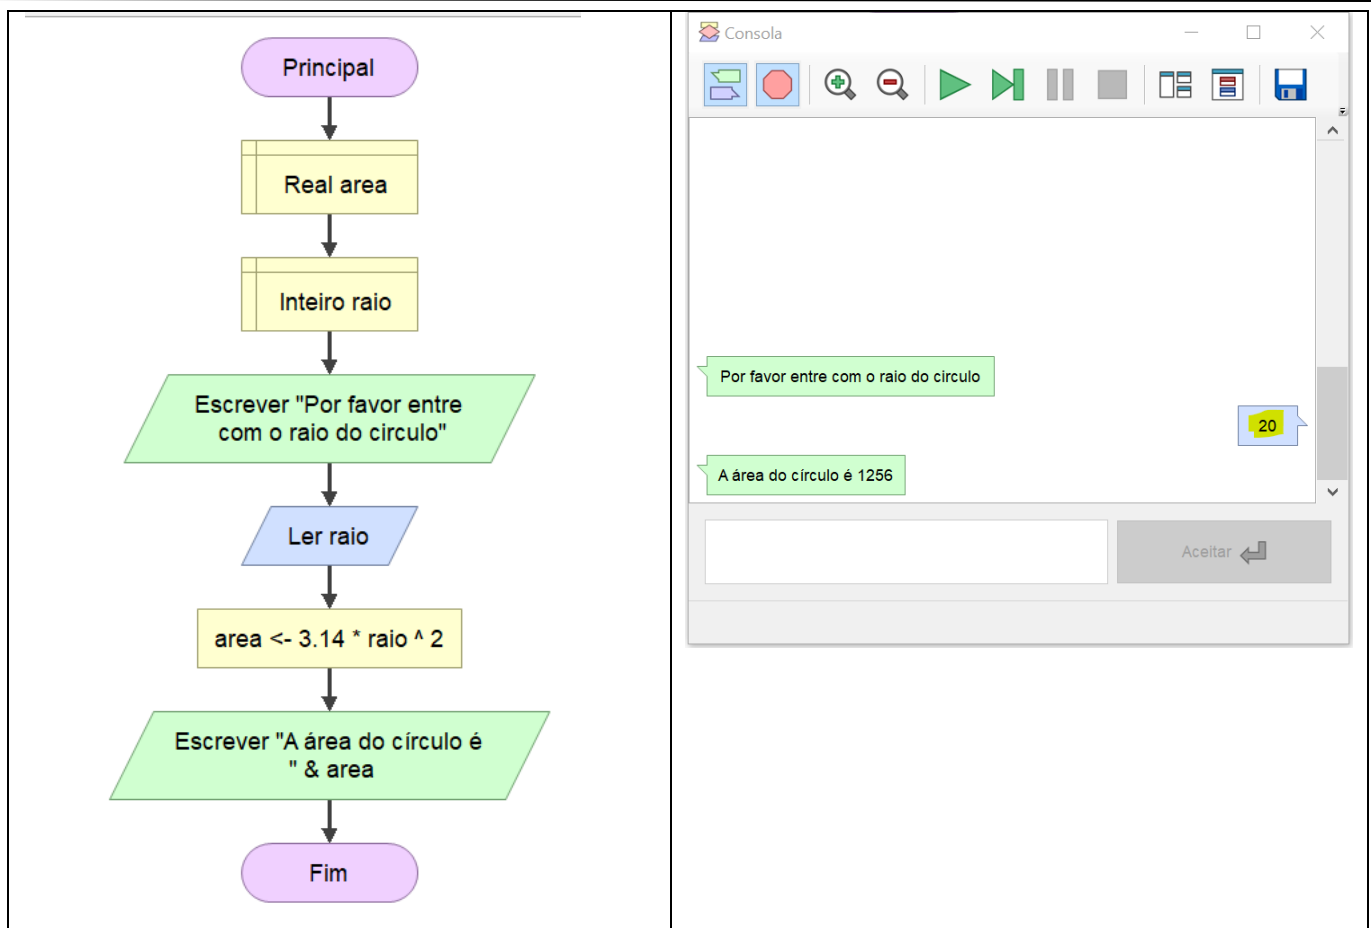 Principal
Real area
Inteiro raio
Escrever "Por favor entre
com o raio do circulo"
Ler raio
area <- 3.14 * raio ^ 2
Escrever "A área do círculo é
" & area
Fim
Consola
Por favor entre com o raio do circulo
20
A área do círculo é 1256
Aceitar